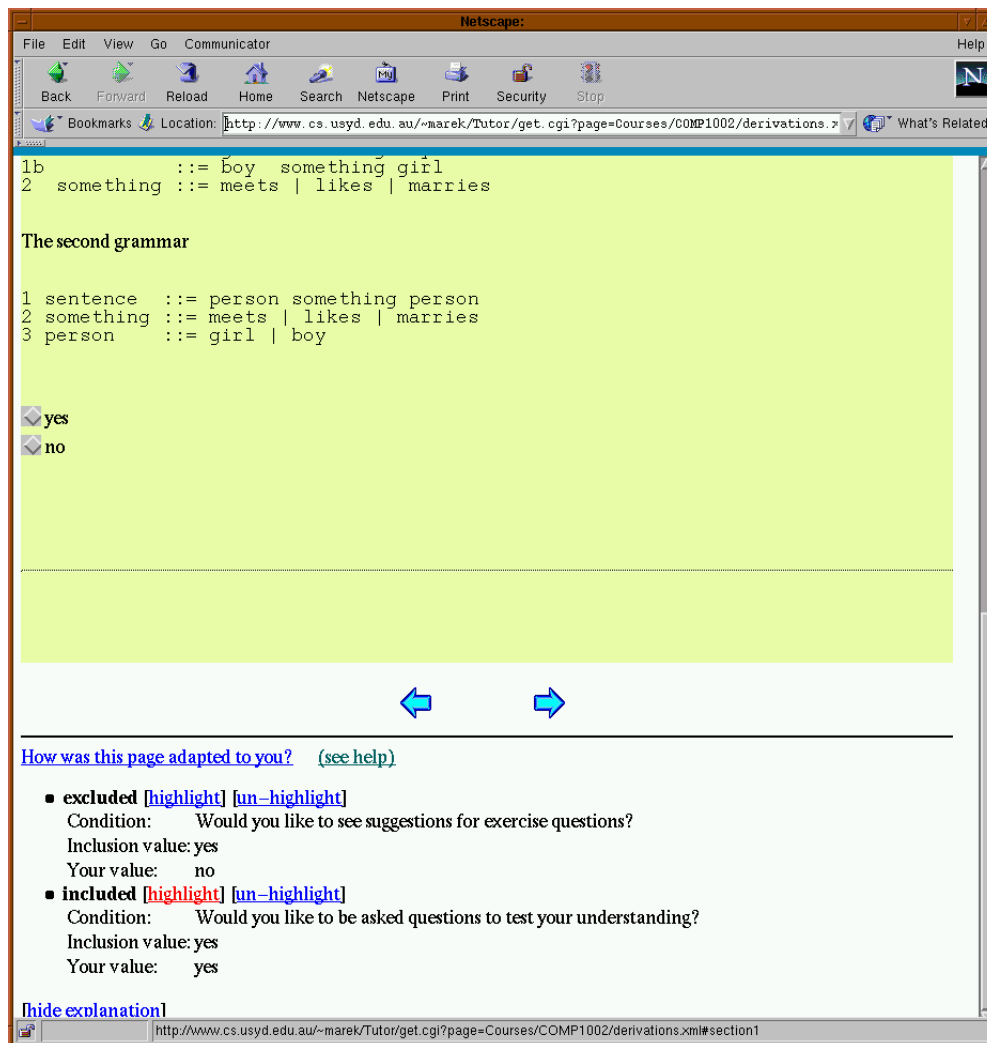 Netscape:
File Edit View Go Communicator Help
Back Forward Reload Home Search Netscape Print Security Stop
My
N
Bookmarks Location: http://www.cs.usyd.edu.au/~marek/Tutor/get.cgi?page=Courses/COMP1002/derivations.x What's Related
1b ::= boy something girl
2 something ::= meets | likes | marries
The second grammar
1 sentence ::= person something person
2 something ::= meets | likes | marries
3 person ::= girl | boy
yes
no
How was this page adapted to you? (see help)
excluded [highlight] [un-highlight]
Condition: Would you like to see suggestions for exercise questions?
Inclusion value: yes
Your value: no
included [highlight] [un-highlight]
Condition: Would you like to be asked questions to test your understanding?
Inclusion value: yes
Your value: yes
[hide explanation]
http://www.cs.usyd.edu.au/~marek/Tutor/get.cgi?page=Courses/COMP1002/derivations.xml#section1